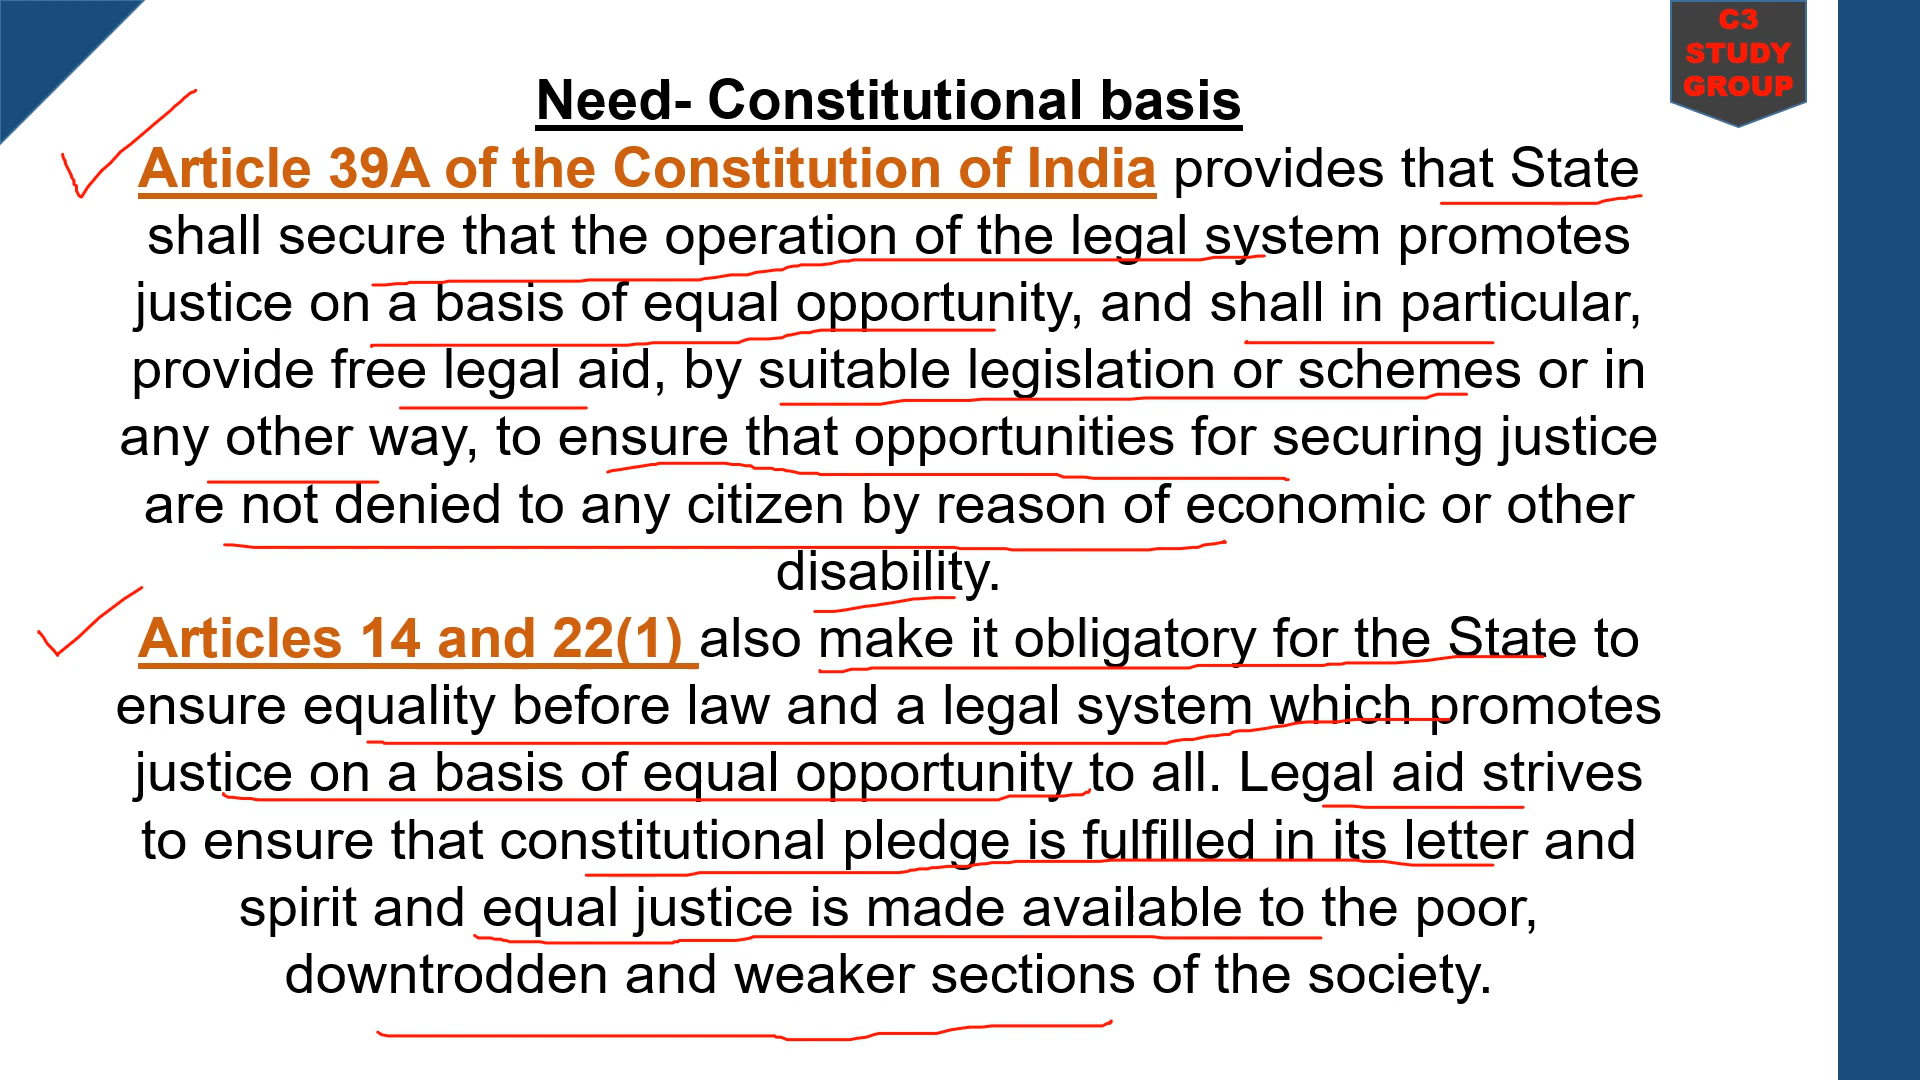 C3
STUDY
GROUP
Need- Constitutional basis
Article 39A of the Constitution of India provides that State
shall secure that the operation of the legal system promotes
justice on a basis of equal opportunity, and shall in particular,
provide free legal aid, by suitable legislation or schemes or in
any other way, to ensure that opportunities for securing justice
are not denied to any citizen by reason of economic or other
disability.
Articles 14 and 22(1) also make it obligatory for the State to
ensure equality before law and a legal system which promotes
justice on a basis of equal opportunity to all. Legal aid strives
to ensure that constitutional pledge is fulfilled in its letter and
spirit and equal justice is made available to the poor,
downtrodden and weaker sections of the society.